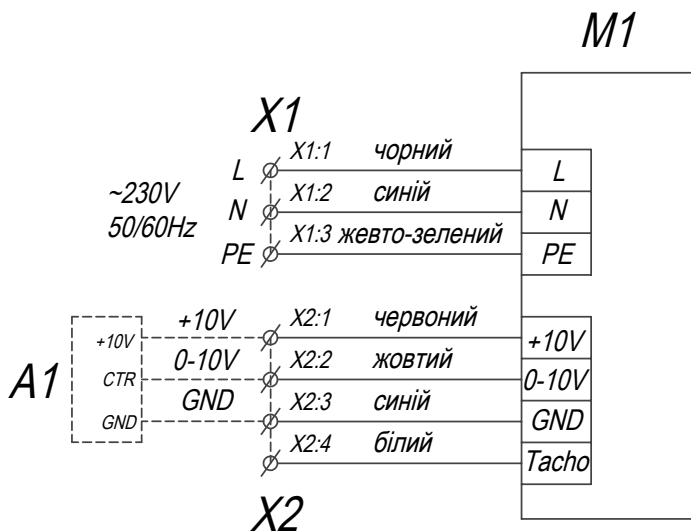 M1
X1
L X1:1 чорний L
~230V N X1:2 синій N
50/60Hz PE X1:3 жевто-зелений PE
+10V +10V X2:1 червоний +10V
A1 CTR 0-10V X2:2 жовтий 0-10V
GND GND X2:3 синій GND
X2:4 білий Tacho
X2